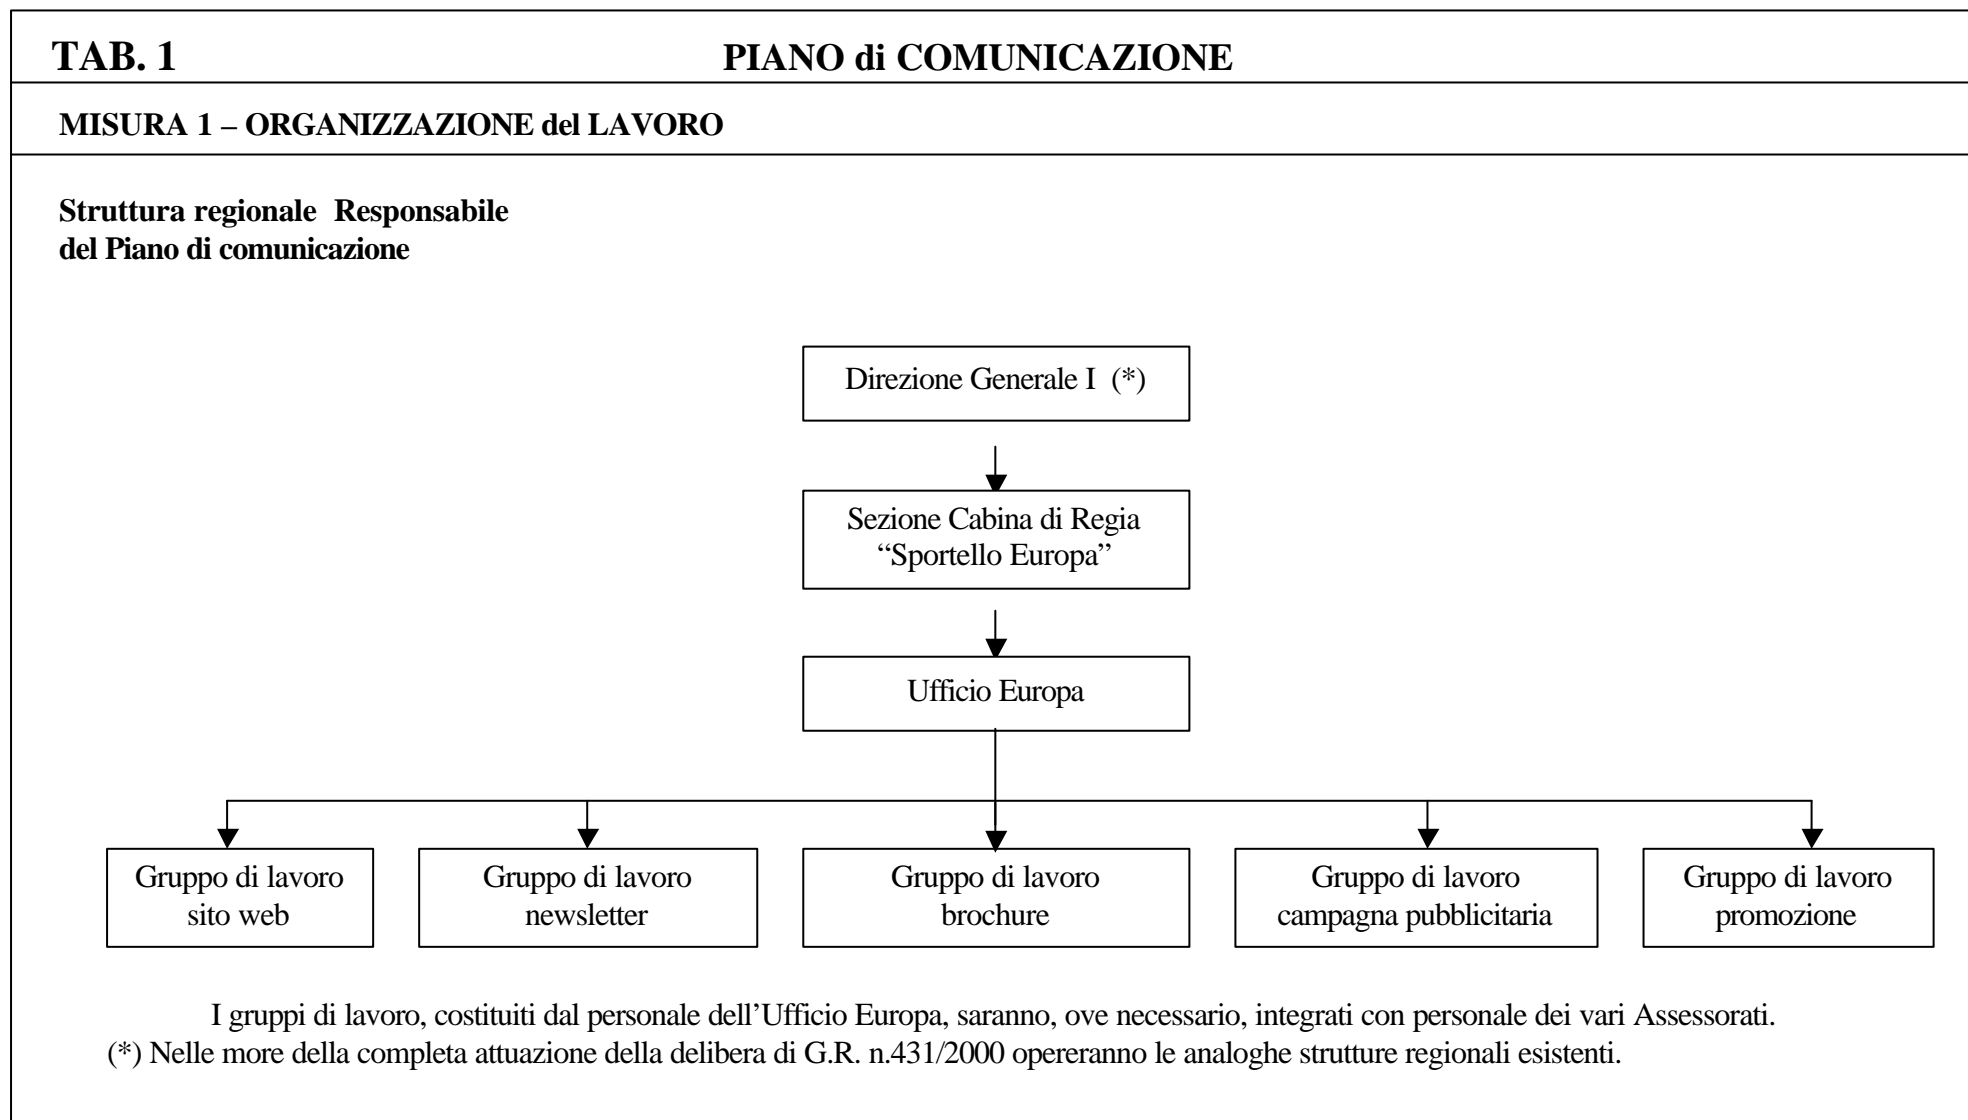 TAB. 1 PIANO di COMUNICAZIONE
MISURA 1 – ORGANIZZAZIONE del LAVORO
Struttura regionale Responsabile
del Piano di comunicazione
Direzione Generale I (*)
Sezione Cabina di Regia
“Sportello Europa”
Ufficio Europa
Gruppo di lavoro
sito web
Gruppo di lavoro
newsletter
Gruppo di lavoro
brochure
Gruppo di lavoro
campagna pubblicitaria
Gruppo di lavoro
promozione
I gruppi di lavoro, costituiti dal personale dell’Ufficio Europa, saranno, ove necessario, integrati con personale dei vari Assessorati.
(*) Nelle more della completa attuazione della delibera di G.R. n.431/2000 opereranno le analoghe strutture regionali esistenti.